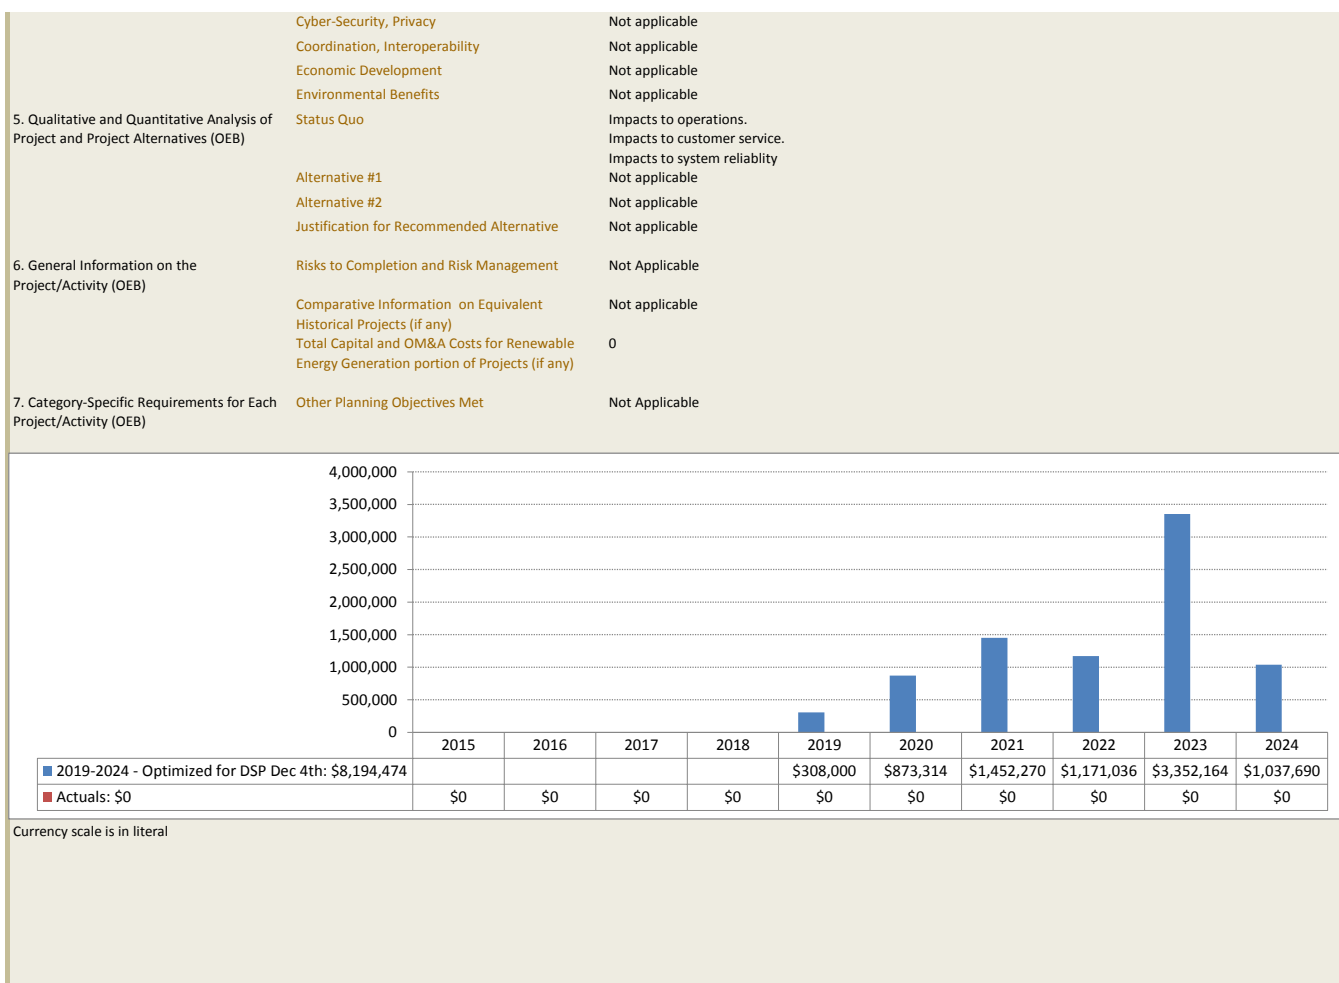 Cyber-Security, Privacy Not applicable
Coordination, Interoperability Not applicable
Economic Development Not applicable
Environmental Benefits Not applicable
5. Qualitative and Quantitative Analysis of Status Quo Impacts to operations.
Project and Project Alternatives (OEB) Impacts to customer service.
Impacts to system reliablity
Alternative #1 Not applicable
Alternative #2 Not applicable
Justification for Recommended Alternative Not applicable
6. General Information on the Risks to Completion and Risk Management Not Applicable
Project/Activity (OEB)
Comparative Information on Equivalent Not applicable
Historical Projects (if any)
Total Capital and OM&A Costs for Renewable 0
Energy Generation portion of Projects (if any)
7. Category-Specific Requirements for Each Other Planning Objectives Met Not Applicable
Project/Activity (OEB)
4,000,000
3,500,000
3,000,000
2,500,000
2,000,000
1,500,000
1,000,000
500,000
0
2015 2016 2017 2018 2019 2020 2021 2022 2023 2024
2019-2024 - Optimized for DSP Dec 4th: $8,194,474 $308,000 $873,314 $1,452,270 $1,171,036 $3,352,164 $1,037,690
Actuals: $0 $0 $0 $0 $0 $0 $0 $0 $0 $0 $0
Currency scale is in literal